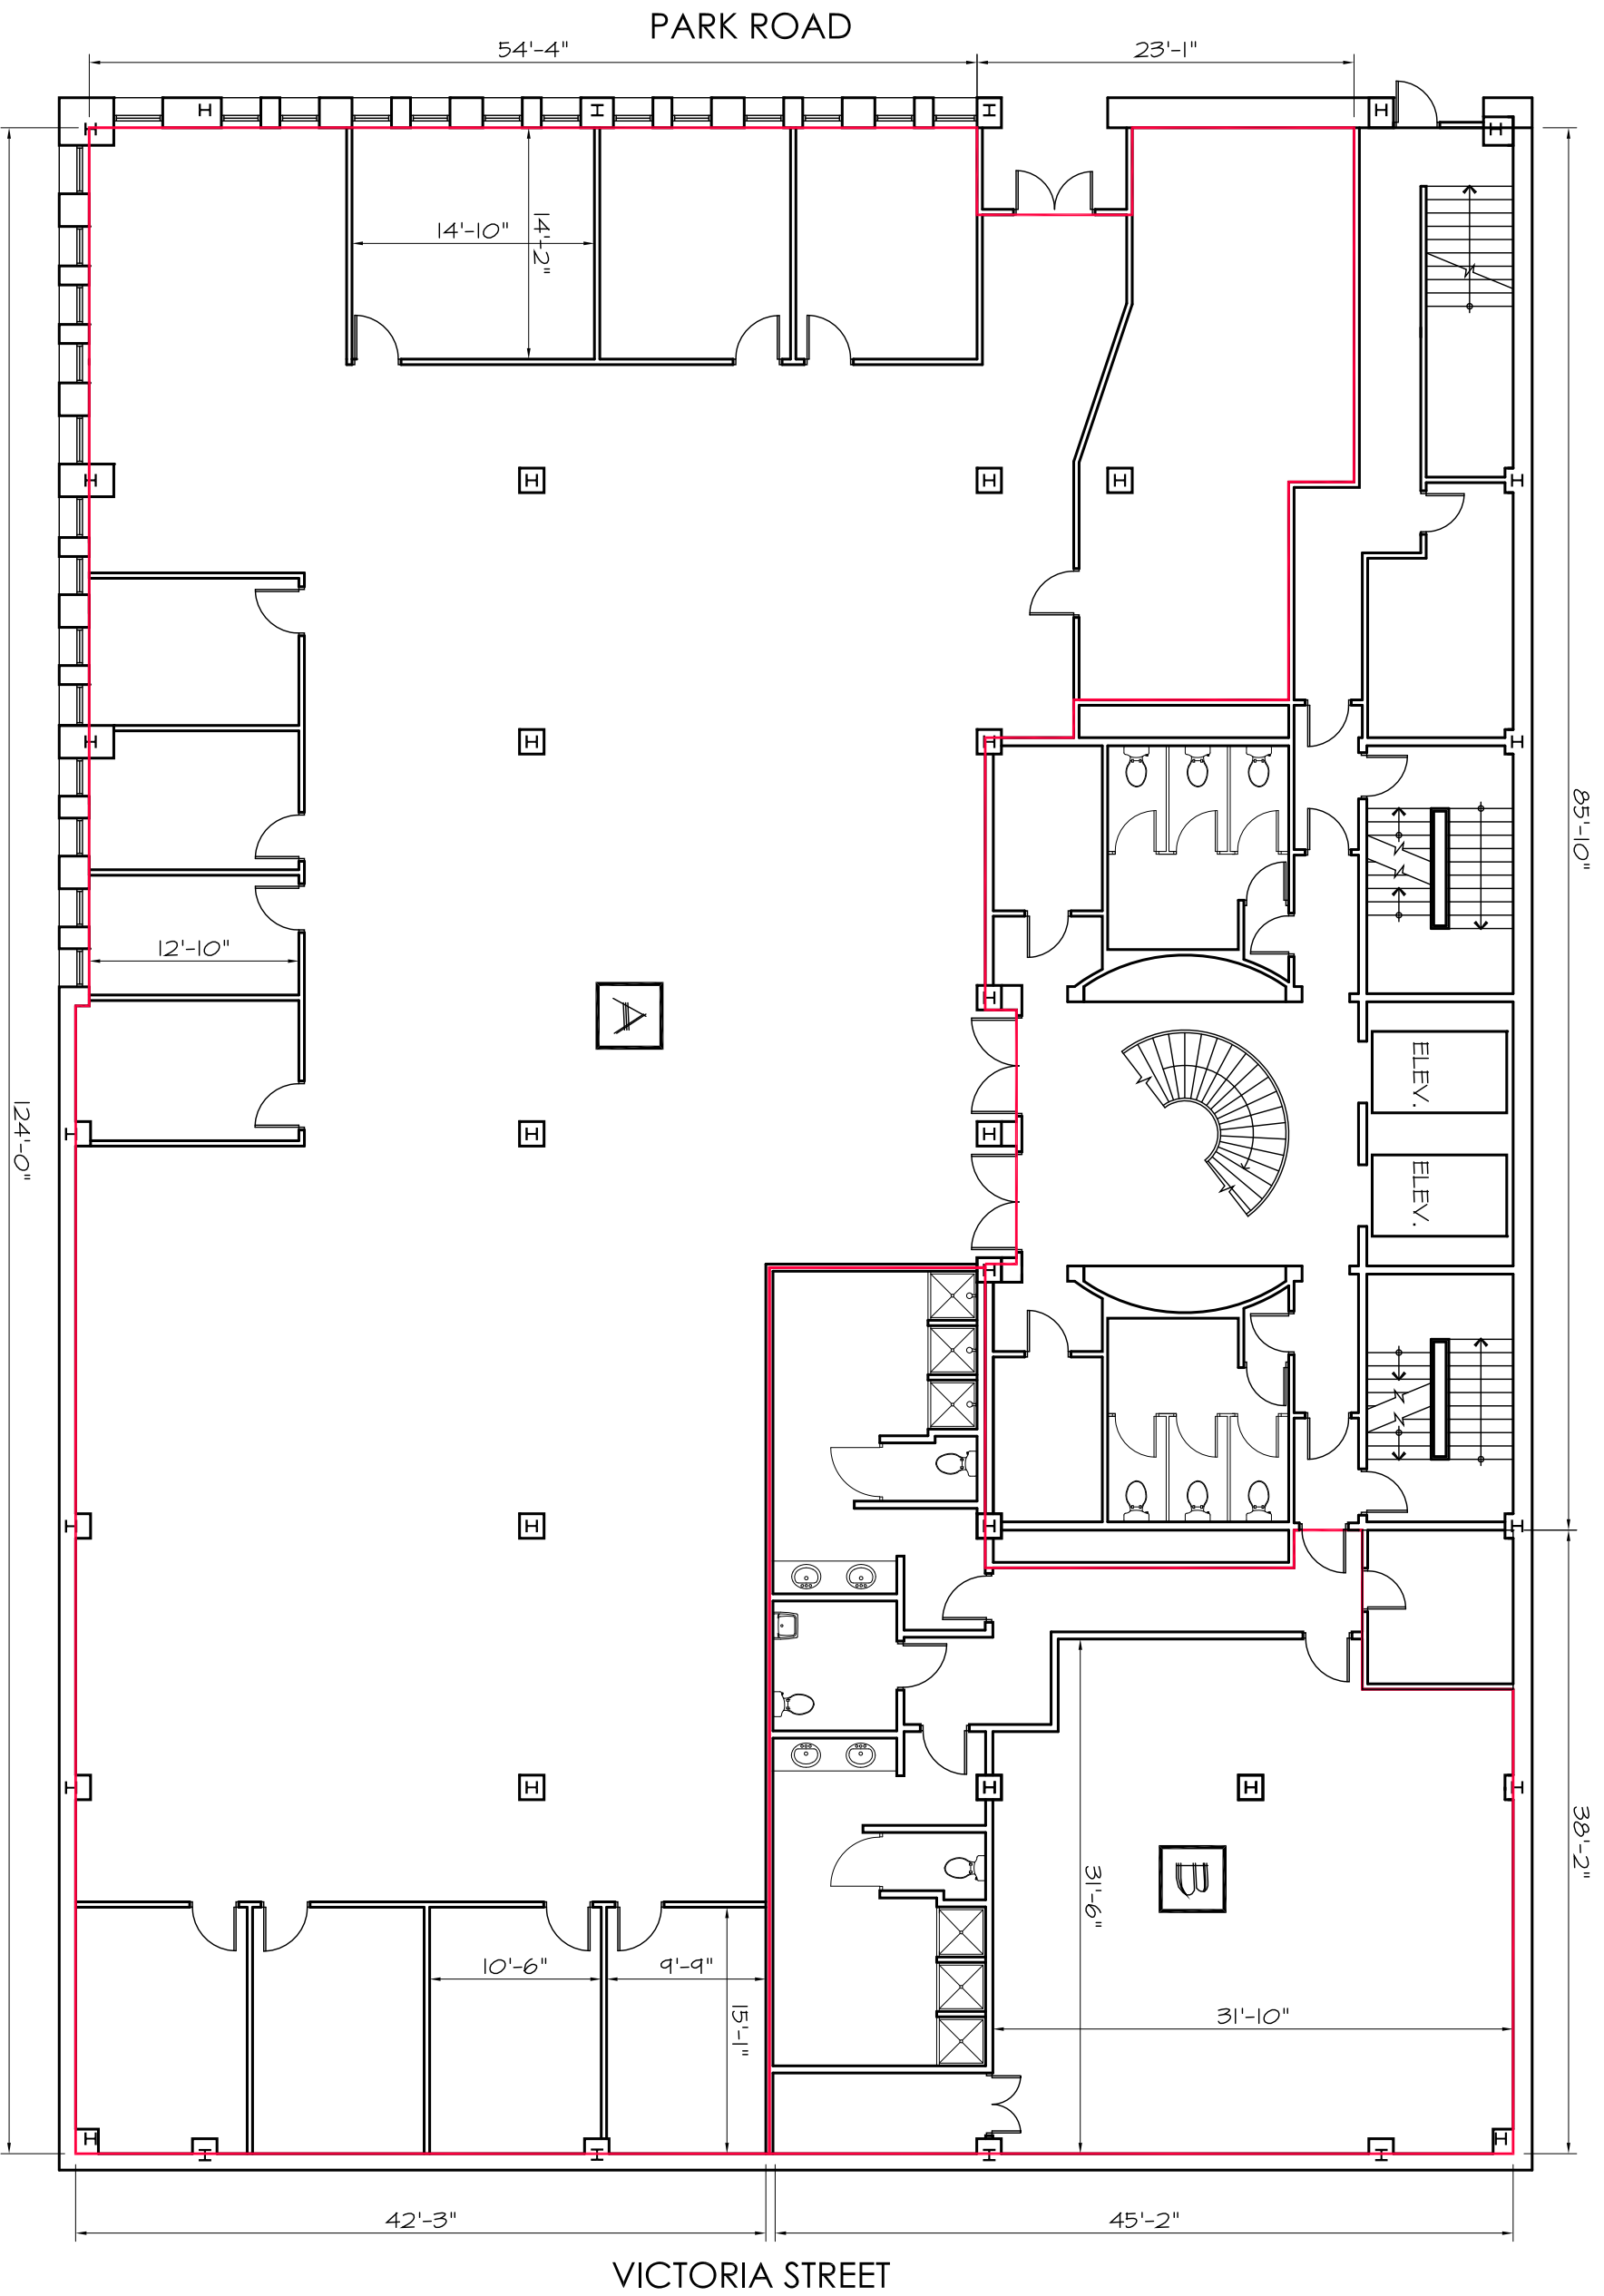 PARK ROAD
54'-4"
23'-1"
14'-10"
14'-2"
85'-10"
12'-10"
A
ELEV.
124'-0"
ELEV.
38'-2"
B
31'-6"
10'-6"
9'-9"
15'-1"
31'-10"
42'-3"
45'-2"
VICTORIA STREET